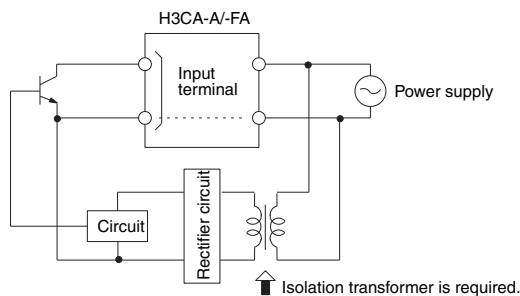 H3CA-A/-FA
Input
terminal
Power supply
Circuit
Rectifier circuit
Isolation transformer is required.